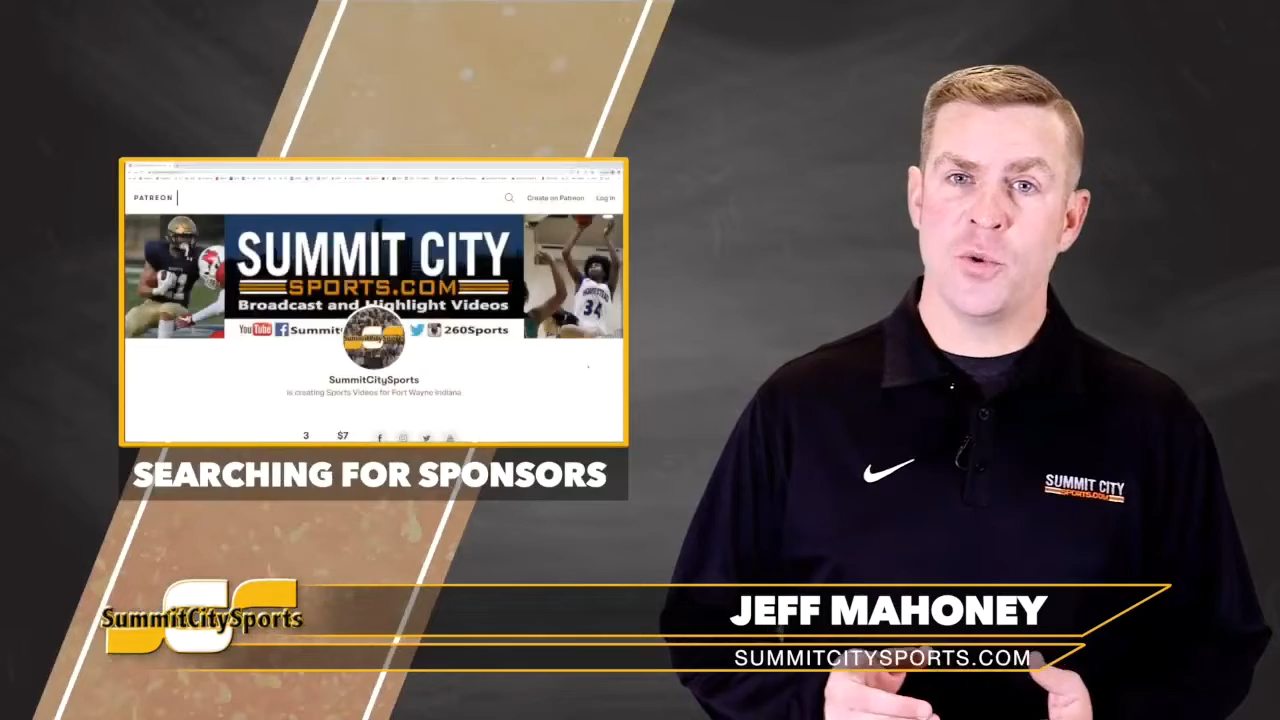 PATREON
Create on Patreon
Log In
SUMMIT CITY
SPORTS.COM
Broadcast and Highlight Videos
YouTube
Summit
260Sports
34
SummitCitySports
SummitCitySports
is creating Sports Videos for Fort Wayne Indiana
3
$7
SEARCHING FOR SPONSORS
SUMMIT CITY
SPORTS.COM
SummitCitySports
JEFF MAHONEY
SUMMITCITYSPORTS.COM